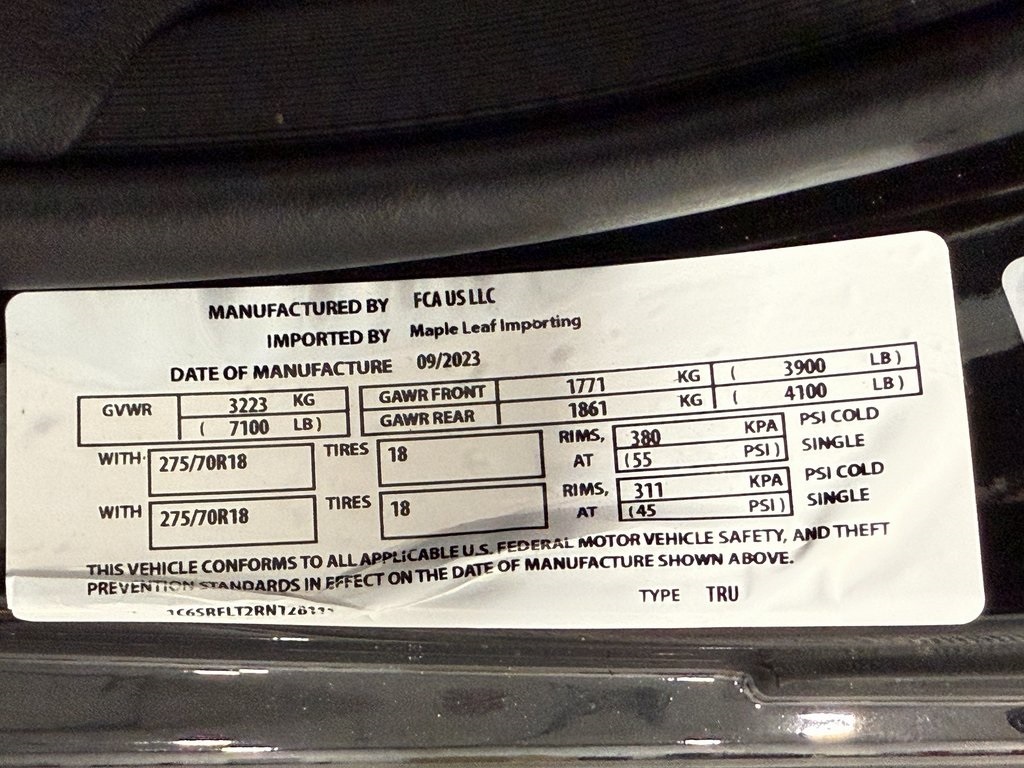 MANUFACTURED BY FCA US LLC
IMPORTED BY Maple Leaf Importing
DATE OF MANUFACTURE 09/2023
GVWR 3223 KG
( 7100 LB )
GAWR FRONT 1771 KG ( 3900 LB )
GAWR REAR 1861 KG ( 4100 LB )
WITH 275/70R18 TIRES 18 RIMS, 380 KPA PSI COLD
AT (55 PSI ) SINGLE
WITH 275/70R18 TIRES 18 RIMS, 311 KPA PSI COLD
AT (45 PSI ) SINGLE
THIS VEHICLE CONFORMS TO ALL APPLICABLE U.S. FEDERAL MOTOR VEHICLE SAFETY, AND THEFT
PREVENTION STANDARDS IN EFFECT ON THE DATE OF MANUFACTURE SHOWN ABOVE.
TYPE TRU